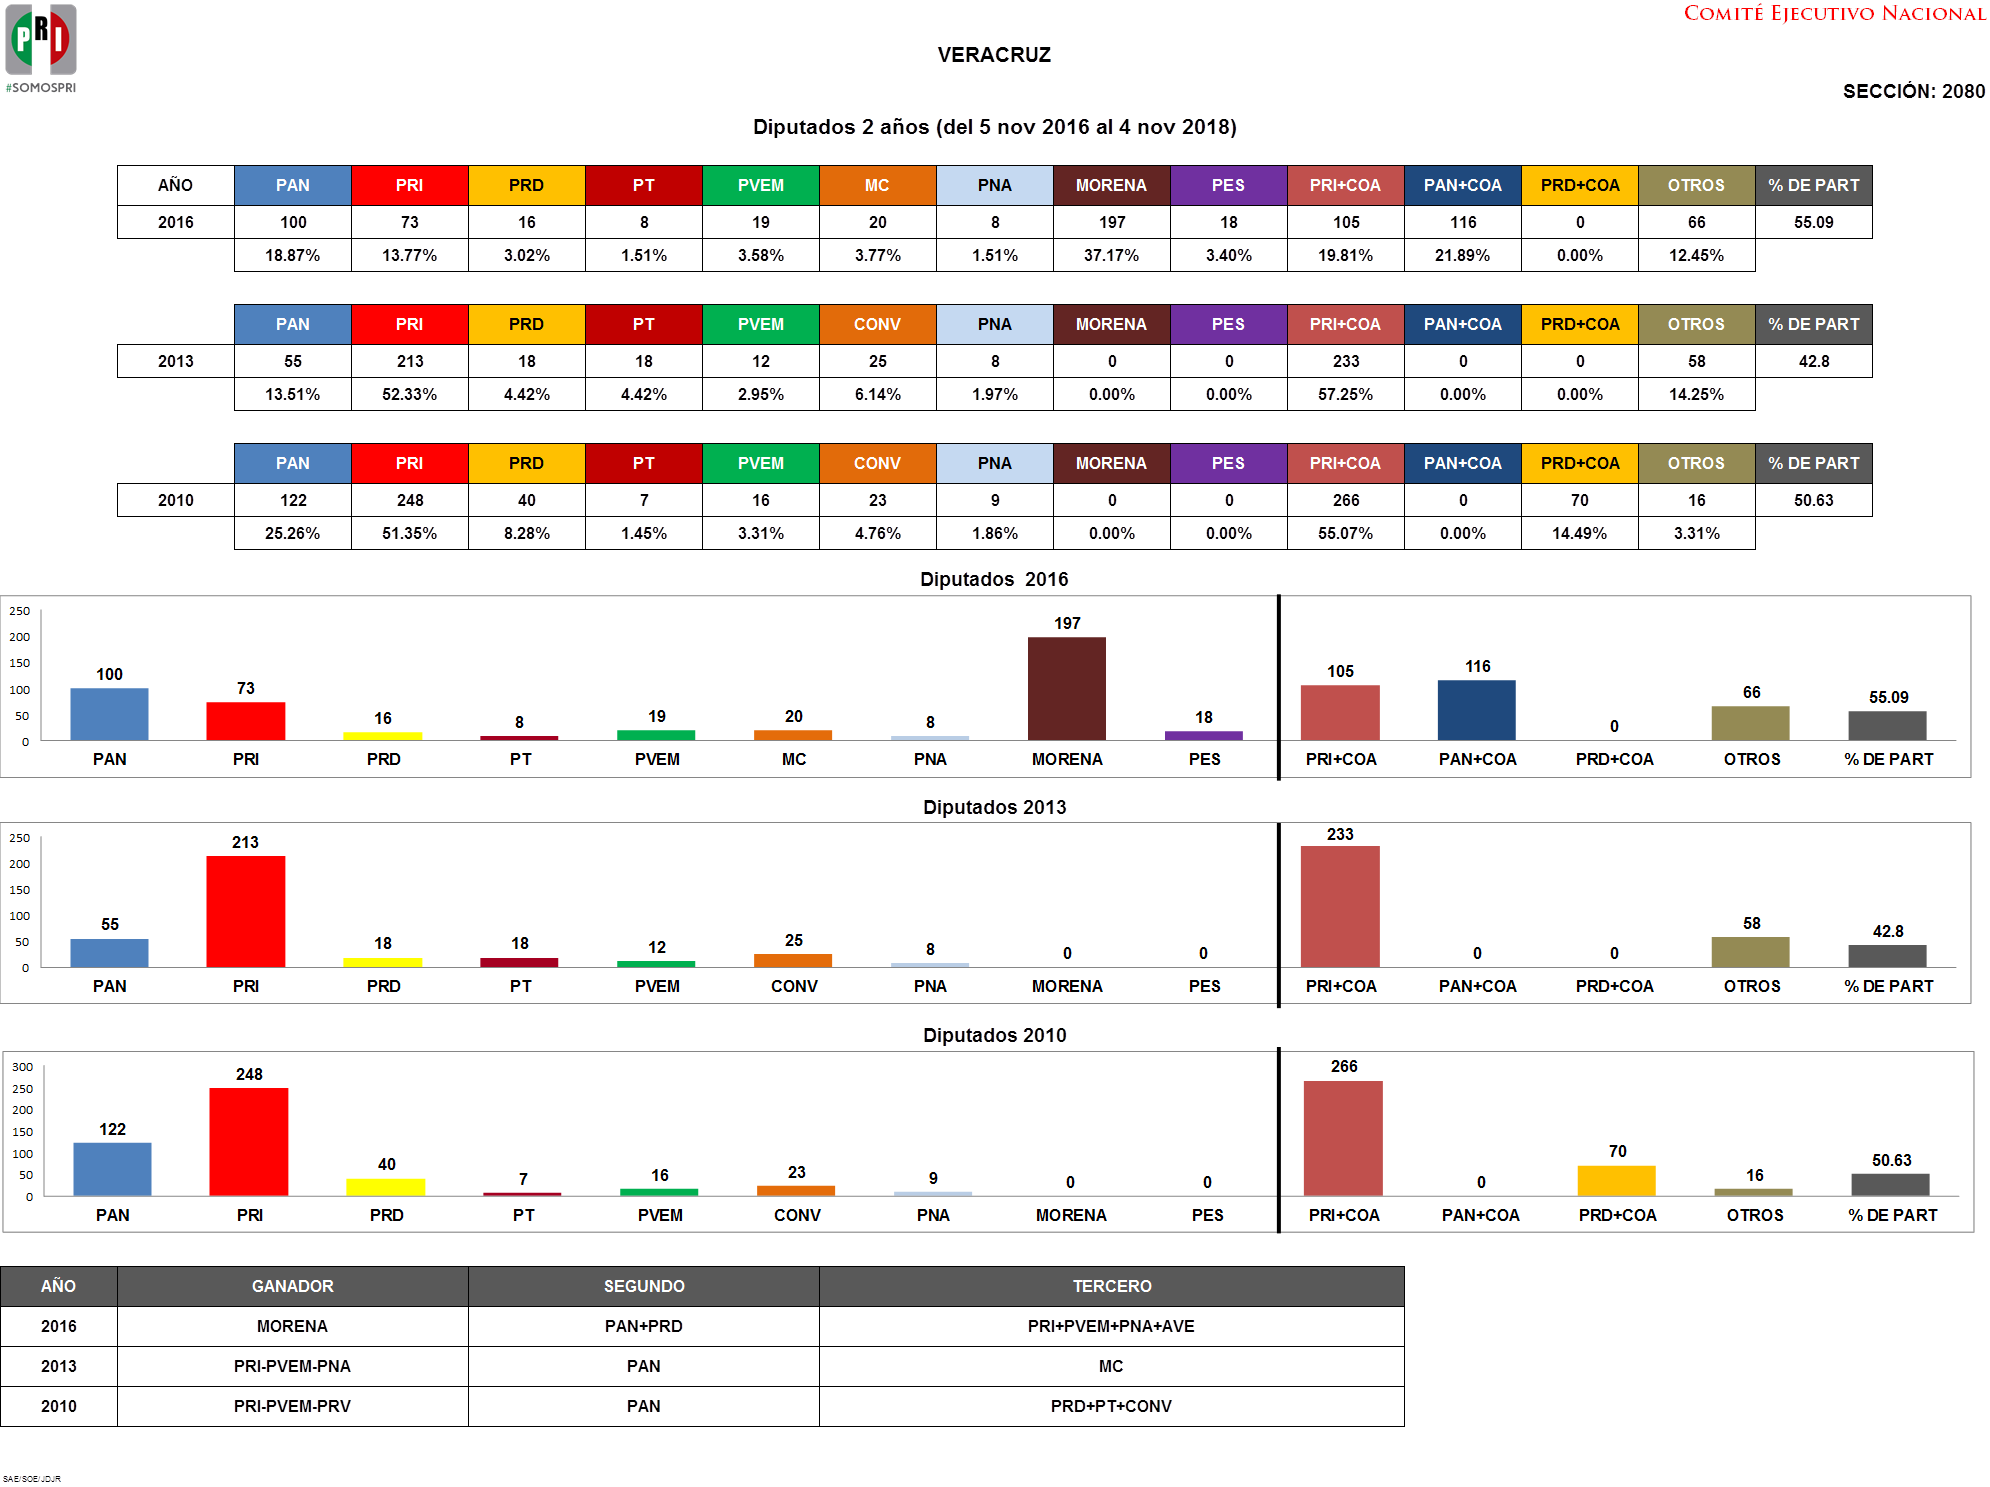 PRI
#SOMOSPRI
COMITÉ EJECUTIVO NACIONAL
VERACRUZ
SECCIÓN: 2080
Diputados 2 años (del 5 nov 2016 al 4 nov 2018)
AÑO PAN PRI PRD PT PVEM MC PNA MORENA PES PRI+COA PAN+COA PRD+COA OTROS % DE PART
2016 100 73 16 8 19 20 8 197 18 105 116 0 66 55.09
18.87% 13.77% 3.02% 1.51% 3.58% 3.77% 1.51% 37.17% 3.40% 19.81% 21.89% 0.00% 12.45%
PAN PRI PRD PT PVEM CONV PNA MORENA PES PRI+COA PAN+COA PRD+COA OTROS % DE PART
2013 55 213 18 18 12 25 8 0 0 233 0 0 58 42.8
13.51% 52.33% 4.42% 4.42% 2.95% 6.14% 1.97% 0.00% 0.00% 57.25% 0.00% 0.00% 14.25%
PAN PRI PRD PT PVEM CONV PNA MORENA PES PRI+COA PAN+COA PRD+COA OTROS % DE PART
2010 122 248 40 7 16 23 9 0 0 266 0 70 16 50.63
25.26% 51.35% 8.28% 1.45% 3.31% 4.76% 1.86% 0.00% 0.00% 55.07% 0.00% 14.49% 3.31%
Diputados 2016
250
200
150
100
50
0
100 73 16 8 19 20 8 197 18 105 116 0 66 55.09
PAN PRI PRD PT PVEM MC PNA MORENA PES PRI+COA PAN+COA PRD+COA OTROS % DE PART
Diputados 2013
250
200
150
100
50
0
55 213 18 18 12 25 8 0 0 233 0 0 58 42.8
PAN PRI PRD PT PVEM CONV PNA MORENA PES PRI+COA PAN+COA PRD+COA OTROS % DE PART
Diputados 2010
300
250
200
150
100
50
0
122 248 40 7 16 23 9 0 0 266 0 70 16 50.63
PAN PRI PRD PT PVEM CONV PNA MORENA PES PRI+COA PAN+COA PRD+COA OTROS % DE PART
AÑO GANADOR SEGUNDO TERCERO
2016 MORENA PAN+PRD PRI+PVEM+PNA+AVE
2013 PRI-PVEM-PNA PAN MC
2010 PRI-PVEM-PRV PAN PRD+PT+CONV
SAE/SOE/JDJR